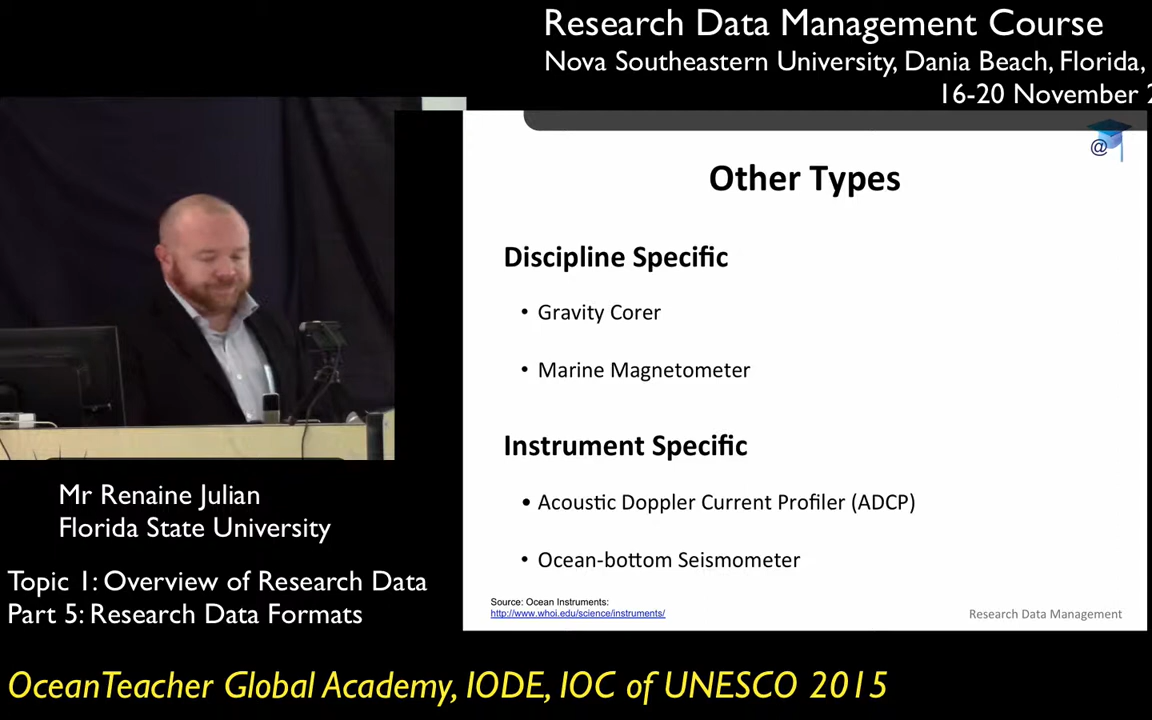 Research Data Management Course
Nova Southeastern University, Dania Beach, Florida,
16-20 November 2
@
Other Types
Discipline Specific
• Gravity Corer
• Marine Magnetometer
Instrument Specific
• Acoustic Doppler Current Profiler (ADCP)
• Ocean-bottom Seismometer
Source: Ocean Instruments:
http://www.whoi.edu/science/instruments/
Research Data Management
Mr Renaine Julian
Florida State University
Topic 1: Overview of Research Data
Part 5: Research Data Formats
OceanTeacher Global Academy, IODE, IOC of UNESCO 2015